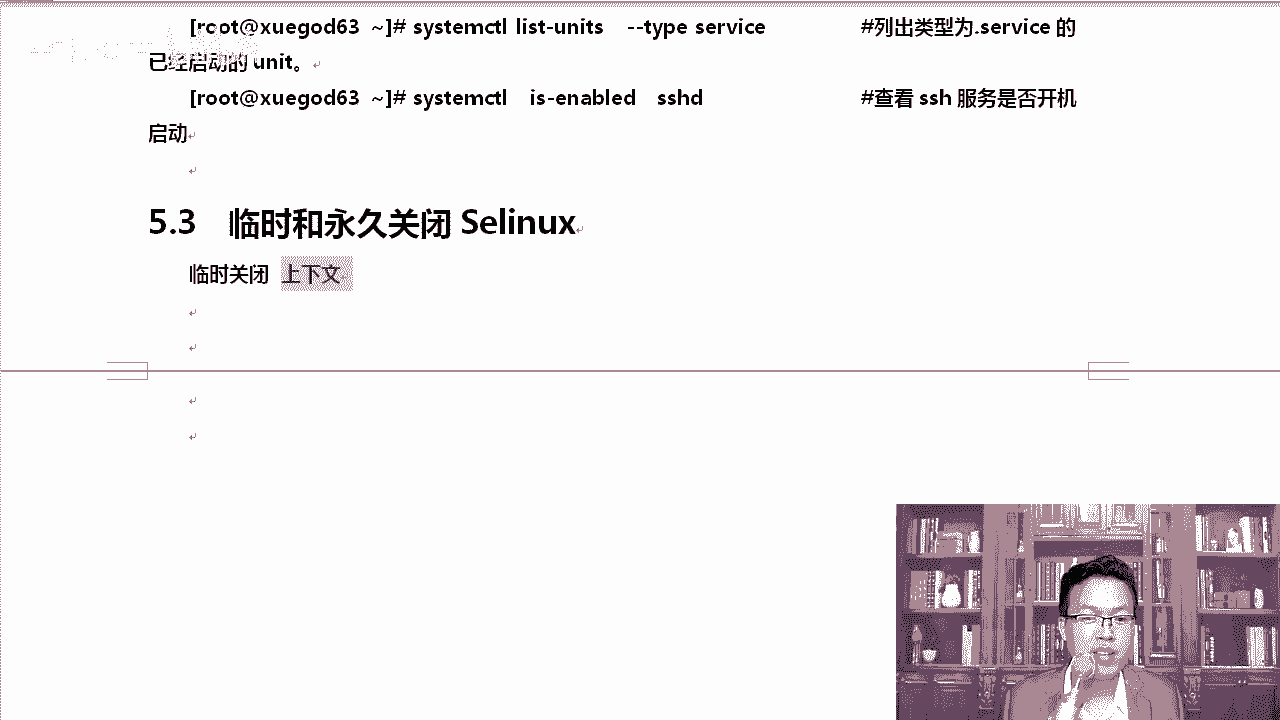 [root@xuegod63 ~]# systemctl list-units --type service #列出类型为.service 的
已经启动的 unit。
[root@xuegod63 ~]# systemctl is-enabled sshd #查看 ssh 服务是否开机
启动
5.3 临时和永久关闭 Selinux
临时关闭 上下文